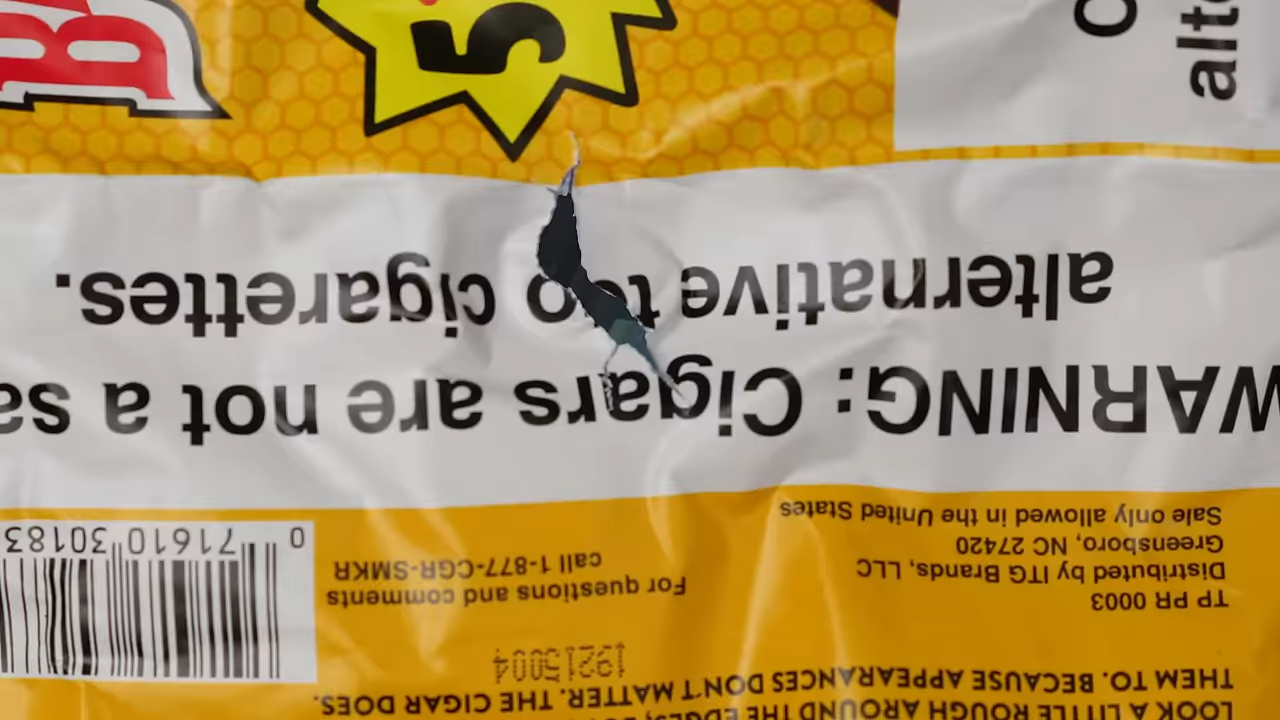 LOOK A LITTLE ROUGH AROUND THE EDGES,
THEM TO. BECAUSE APPEARANCES DON'T MATTER. THE CIGAR DOES.
19215004
TP PR 0003
Distributed by ITG Brands, LLC
Greensboro, NC 27420
Sale only allowed in the United States
For questions and comments
call 1-877-CGR-SMKR
0 71610 30183
WARNING: Cigars are not a sa
alternative to cigarettes.
alte
5
B